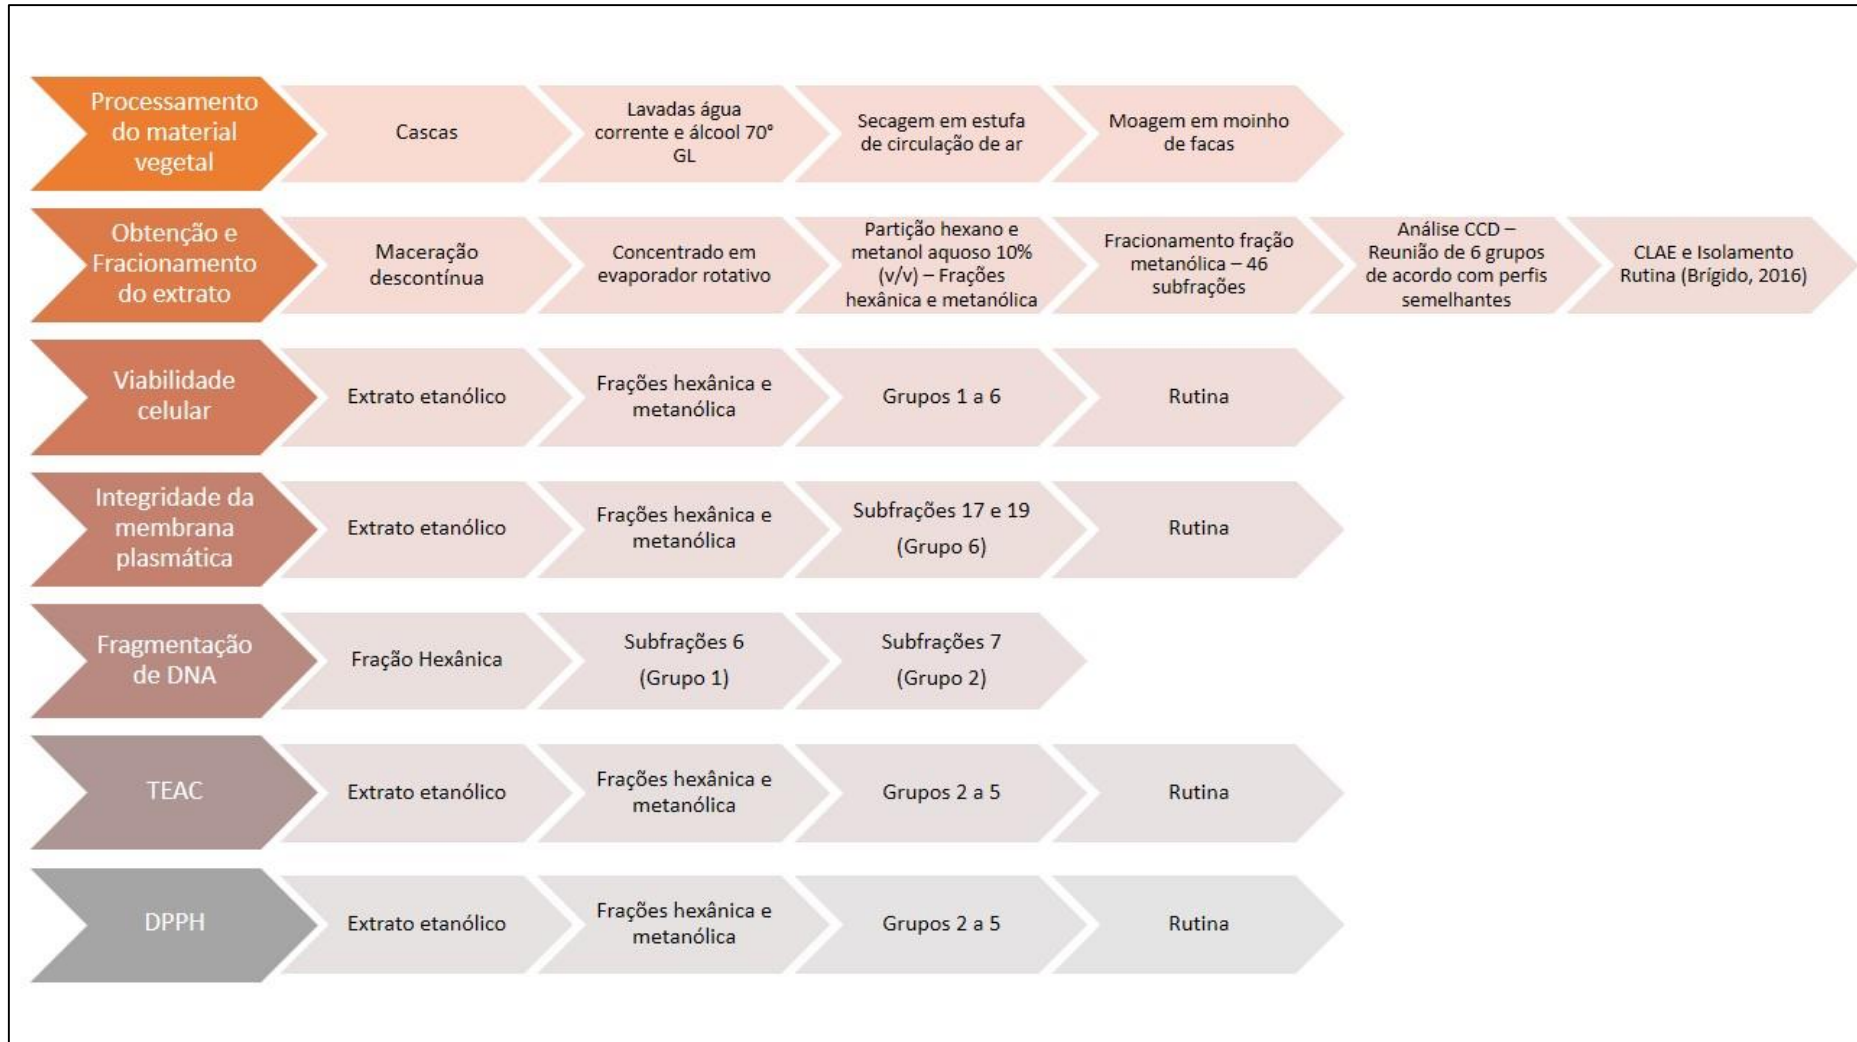 Processamento
do material
vegetal
Cascas
Lavadas água
corrente e álcool 70°
GL
Secagem em estufa
de circulação de ar
Moagem em moinho
de facas
Obtenção e
Fracionamento
do extrato
Maceração
descontínua
Concentrado em
evaporador rotativo
Partição hexano e
metanol aquoso 10%
(v/v) – Frações
hexânica e metanólica
Fracionamento fração
metanólica – 46
subfrações
Análise CCD –
Reunião de 6 grupos
de acordo com perfis
semelhantes
CLAE e Isolamento
Rutina (Brígido, 2016)
Viabilidade
celular
Extrato etanólico
Frações hexânica e
metanólica
Grupos 1 a 6
Rutina
Integridade da
membrana
plasmática
Extrato etanólico
Frações hexânica e
metanólica
Subfrações 17 e 19
(Grupo 6)
Rutina
Fragmentação
de DNA
Fração Hexânica
Subfrações 6
(Grupo 1)
Subfrações 7
(Grupo 2)
TEAC
Extrato etanólico
Frações hexânica e
metanólica
Grupos 2 a 5
Rutina
DPPH
Extrato etanólico
Frações hexânica e
metanólica
Grupos 2 a 5
Rutina